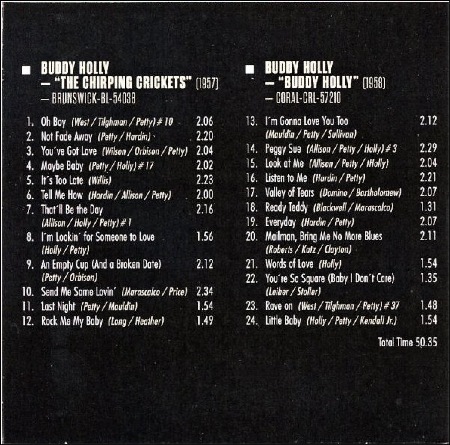 BUDDY HOLLY
– "THE CHIRPING CRICKETS" (1957)
– BRUNSWICK-BL-54038
1. Oh Boy (West / Tilghman / Petty) # 10 2.06
2. Not Fade Away (Petty / Hardin) 2.20
3. You've Got Love (Wilson / Orbison / Petty) 2.04
4. Maybe Baby (Petty / Holly) # 17 2.02
5. It's Too Late (Willis) 2.23
6. Tell Me How (Hardin / Allison / Petty) 2.00
7. That'll Be the Day 2.16
(Allison / Holly / Petty) # 1
8. I'm Lookin' for Someone to Love 1.56
(Holly / Petty)
9. An Empty Cup (And a Broken Date) 2.12
(Petty / Orbison)
10. Send Me Some Lovin' (Marascalco / Price) 2.34
11. Last Night (Petty / Mauldin) 1.54
12. Rock Me My Baby (Long / Heather) 1.49
BUDDY HOLLY
– "BUDDY HOLLY" (1958)
– CORAL-CRL-57210
13. I'm Gonna Love You Too 2.12
(Mauldin / Petty / Sullivan)
14. Peggy Sue (Allison / Petty / Holly) # 3 2.29
15. Look at Me (Allison / Petty / Holly) 2.04
16. Listen to Me (Hardin / Petty) 2.21
17. Valley of Tears (Domino / Bartholomew) 2.07
18. Ready Teddy (Blackwell / Marascalco) 1.31
19. Everyday (Hardin / Petty) 2.07
20. Mailman, Bring Me No More Blues 2.11
(Roberts / Katz / Clayton)
21. Words of Love (Holly) 1.54
22. You're So Square (Baby I Don't Care) 1.35
(Leiber / Stoller)
23. Rave on (West / Tilghman / Petty) # 37 1.48
24. Little Baby (Holly / Petty / Kendall Jr.) 1.54
Total Time 50.35